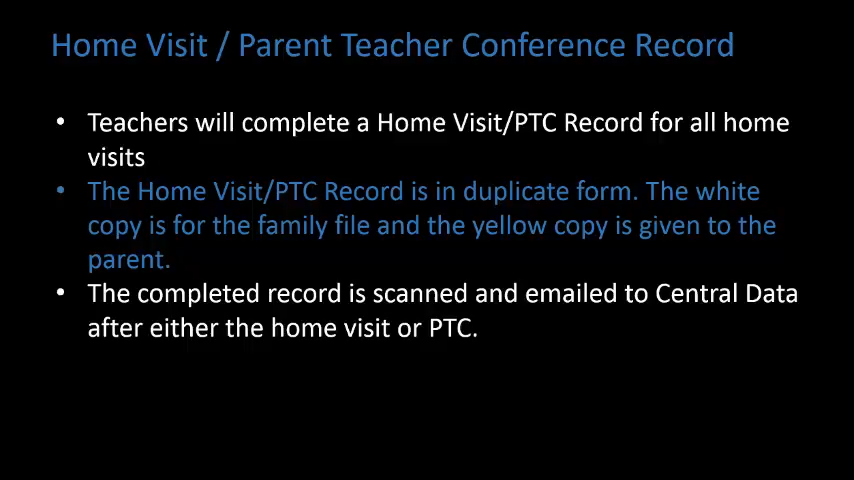 Home Visit / Parent Teacher Conference Record
• Teachers will complete a Home Visit/PTC Record for all home
visits
• The Home Visit/PTC Record is in duplicate form. The white
copy is for the family file and the yellow copy is given to the
parent.
• The completed record is scanned and emailed to Central Data
after either the home visit or PTC.